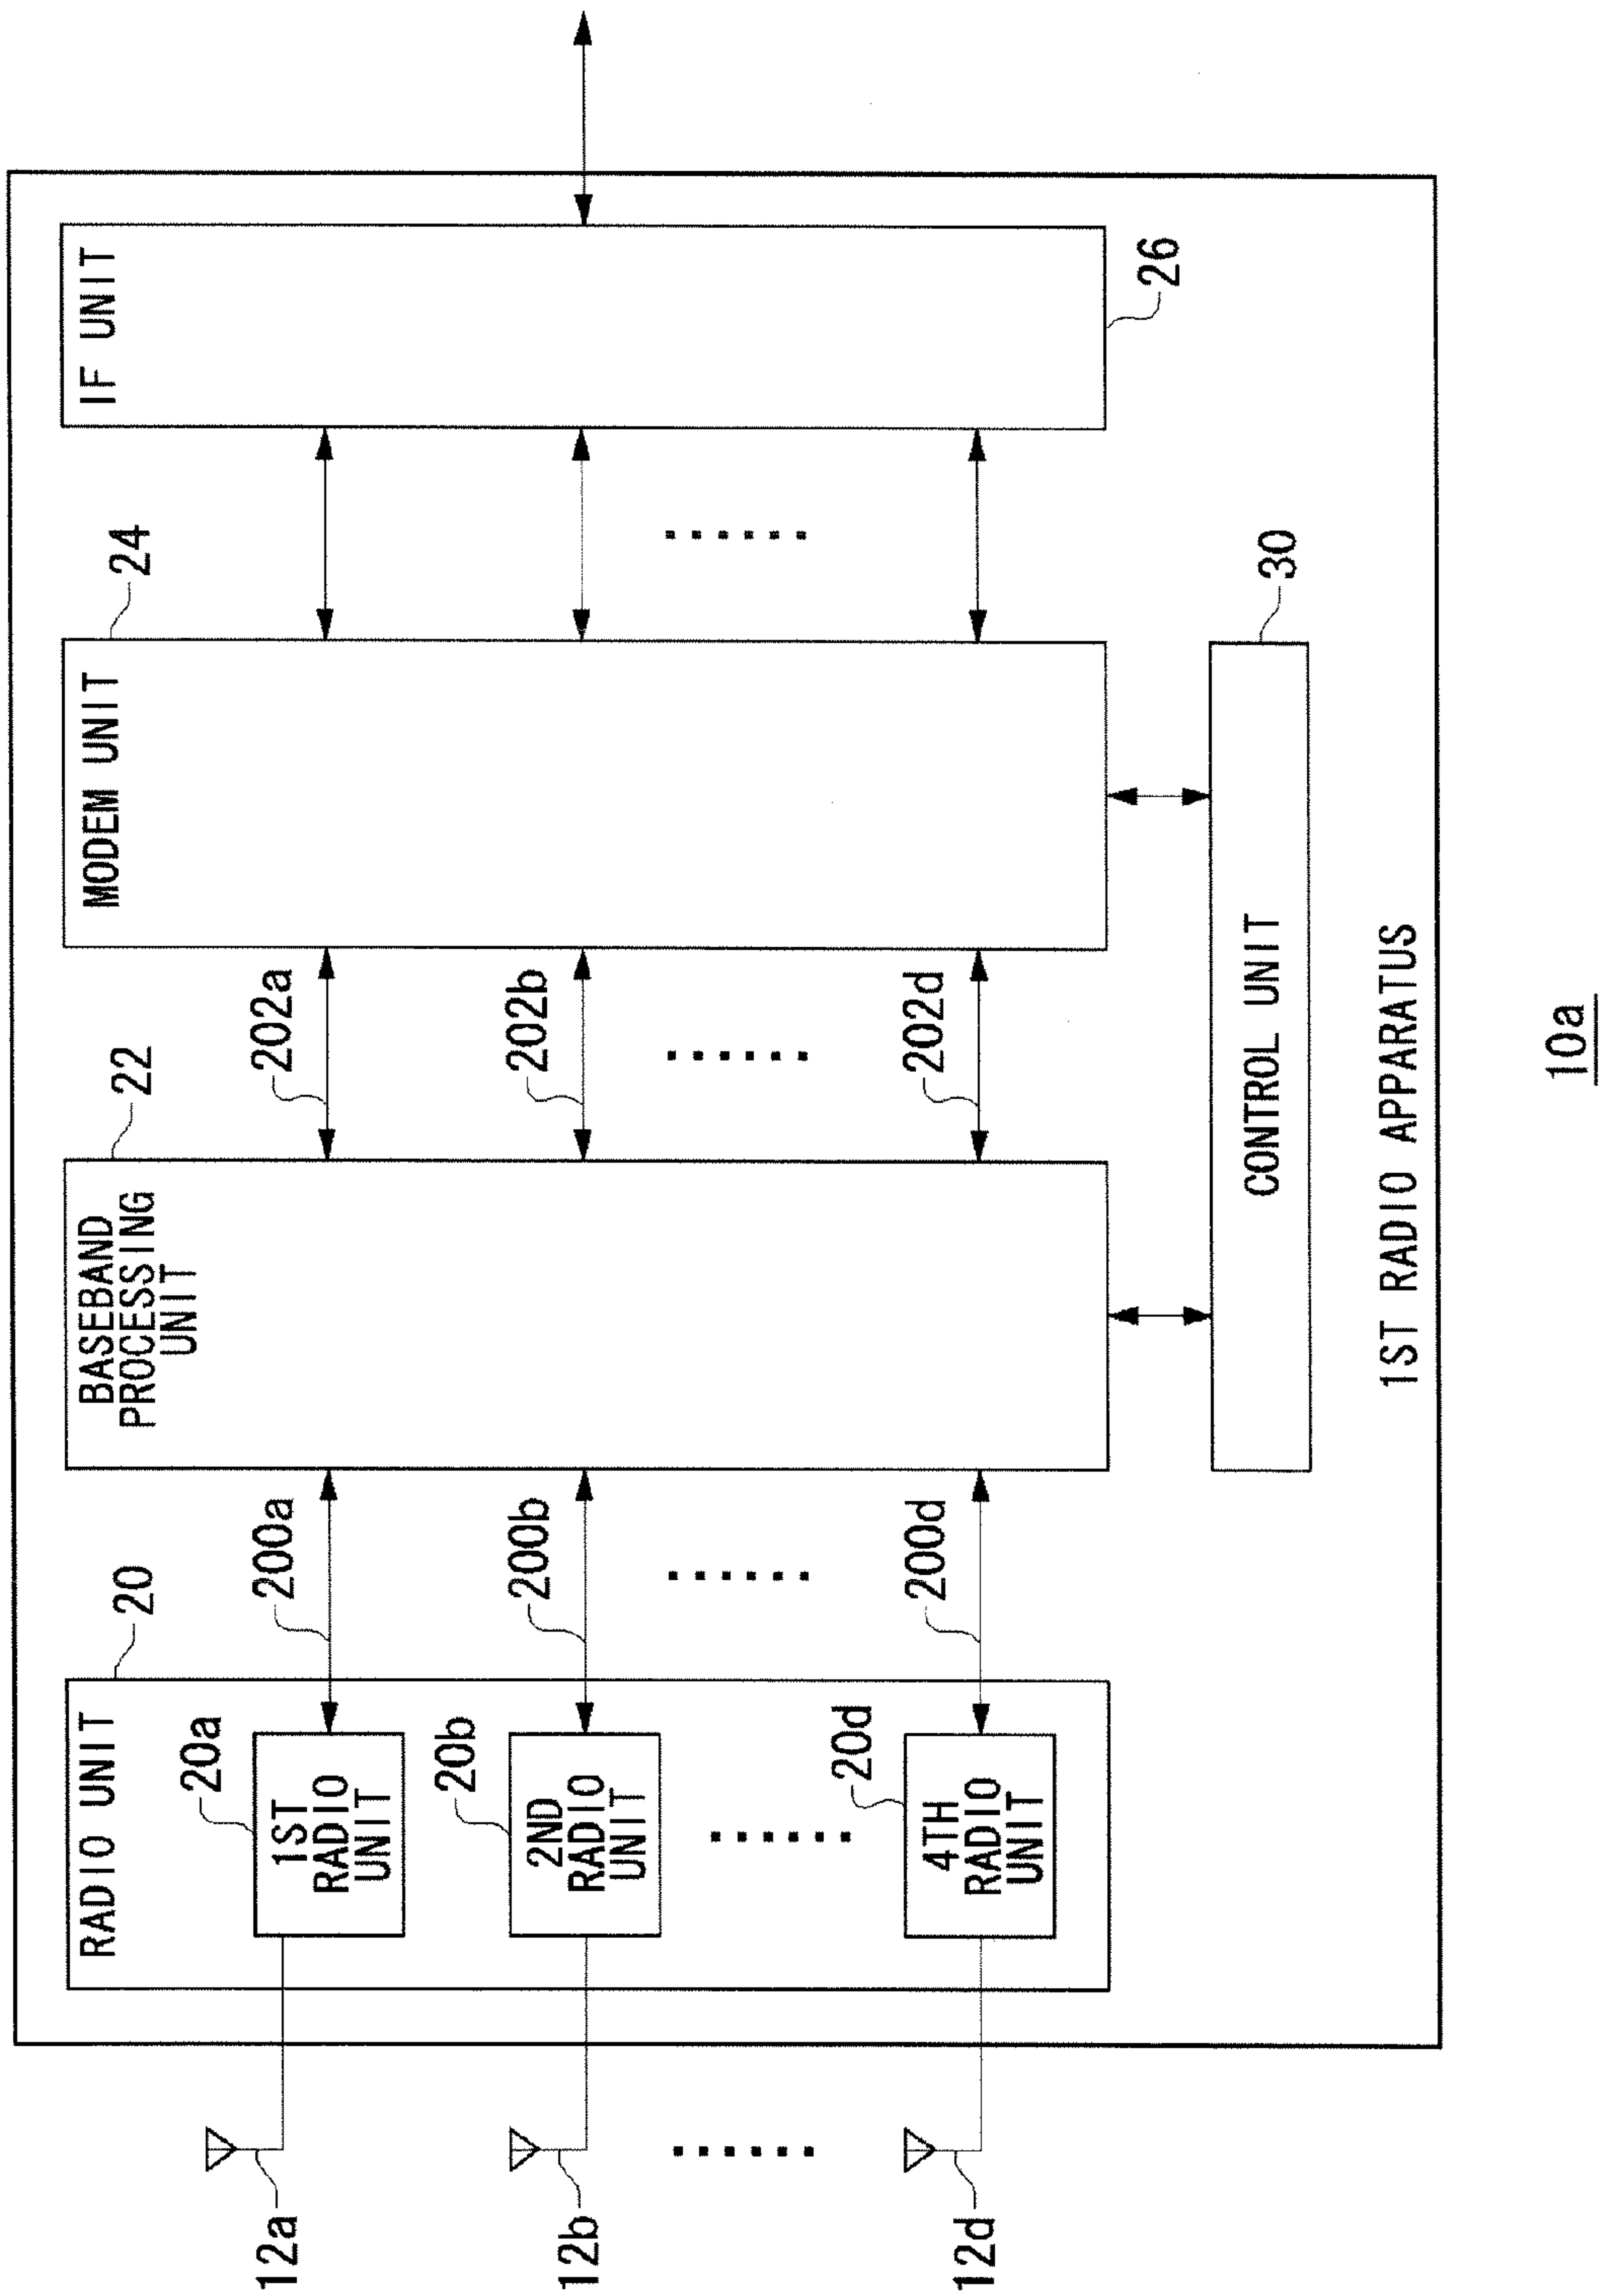 RADIO UNIT
20
20a
1ST
RADIO
UNIT
20b
2ND
RADIO
UNIT
20d
4TH
RADIO
UNIT
12a
12b
12d
200a
200b
200d
BASEBAND
PROCESSING
UNIT
22
202a
202b
202d
MODEM UNIT
24
IF UNIT
26
CONTROL UNIT
30
1ST RADIO APPARATUS
10a